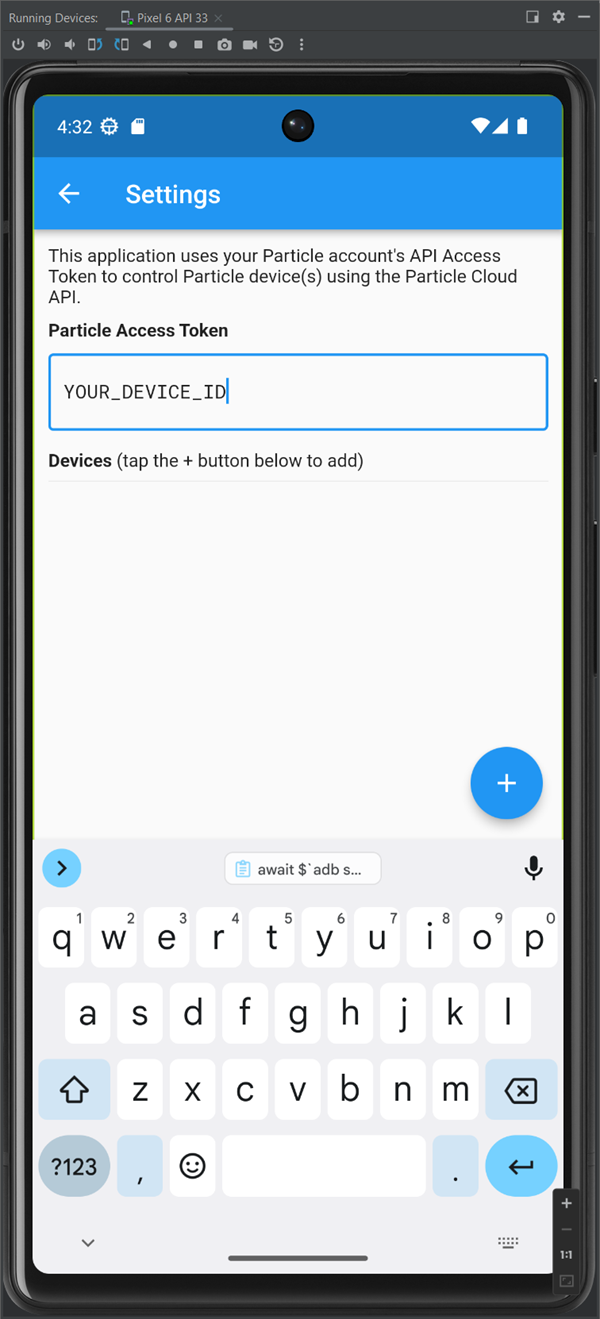 Running Devices: Pixel 6 API 33
4:32
Settings
This application uses your Particle account's API Access
Token to control Particle device(s) using the Particle Cloud
API.
Particle Access Token
YOUR_DEVICE_ID
Devices (tap the + button below to add)
+
await $`adb s...
1 2 3 4 5 6 7 8 9 0
q w e r t y u i o p
a s d f g h j k l
z x c v b n m
?123 , .
1:1